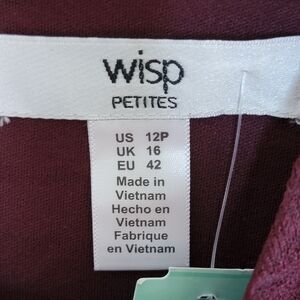 wisp
PETITES
US 12P
UK 16
EU 42
Made in
Vietnam
Hecho en
Vietnam
Fabrique
en Vietnam